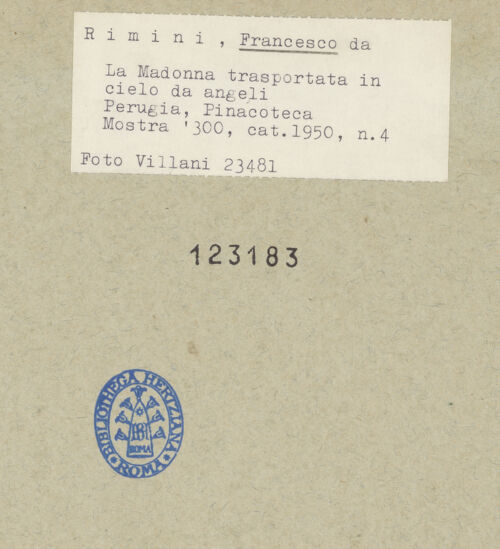 R i m i n i , Francesco da
La Madonna trasportata in
cielo da angeli
Perugia, Pinacoteca
Mostra '300, cat.1950, n.4
Foto Villani 23481
123183
BIBLIOTHECA HERTZIANA
ROMA
ROMA